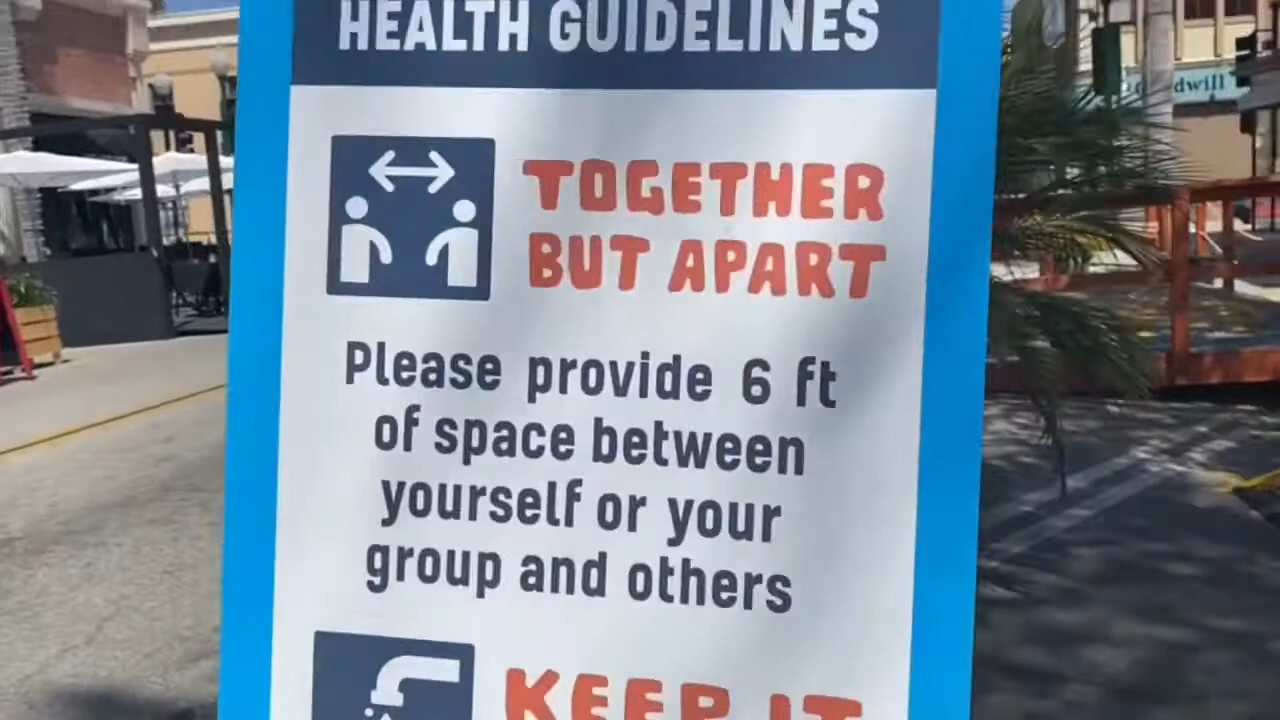 HEALTH GUIDELINES
TOGETHER
BUT APART
Please provide 6 ft
of space between
yourself or your
group and others
KEEP IT